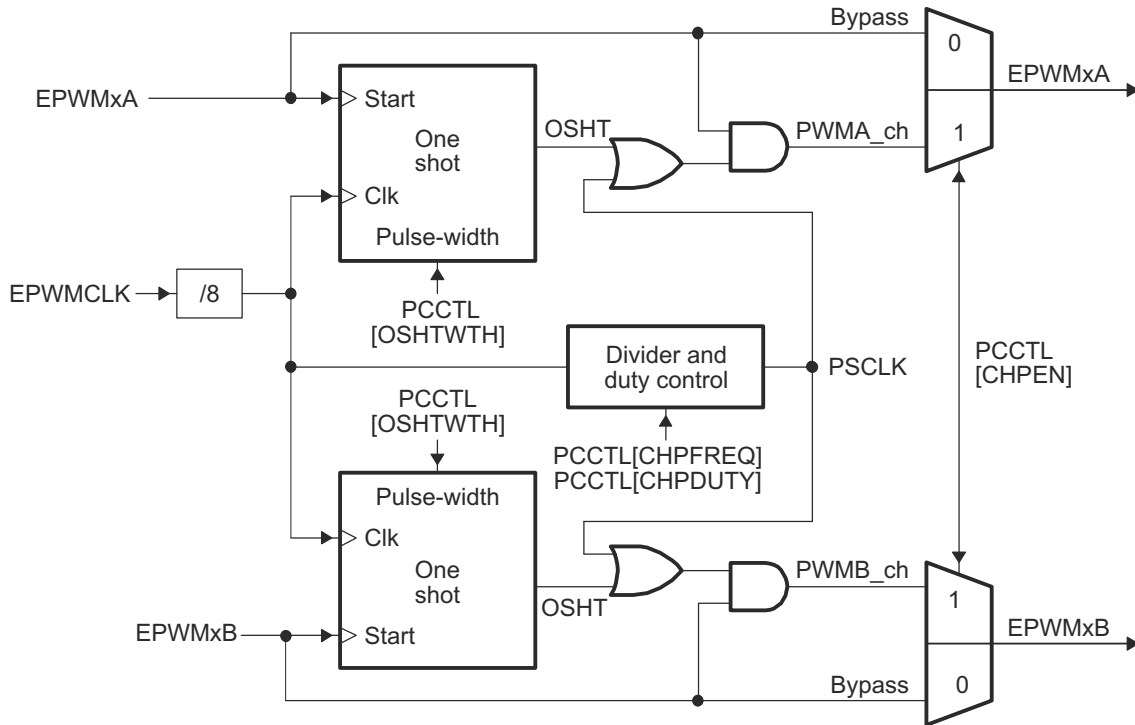 Bypass
0
EPWMxA
EPWMxA
Start
OSHT
PWMA_ch
1
One
shot
Clk
Pulse-width
EPWMCLK
/8
PCCTL
[OSHTWTH]
Divider and
duty control
PSCLK
PCCTL
[CHPEN]
PCCTL
[OSHTWTH]
PCCTL[CHPFREQ]
PCCTL[CHPDUTY]
Pulse-width
Clk
One
shot
OSHT
PWMB_ch
1
EPWMxB
Start
EPWMxB
Bypass
0